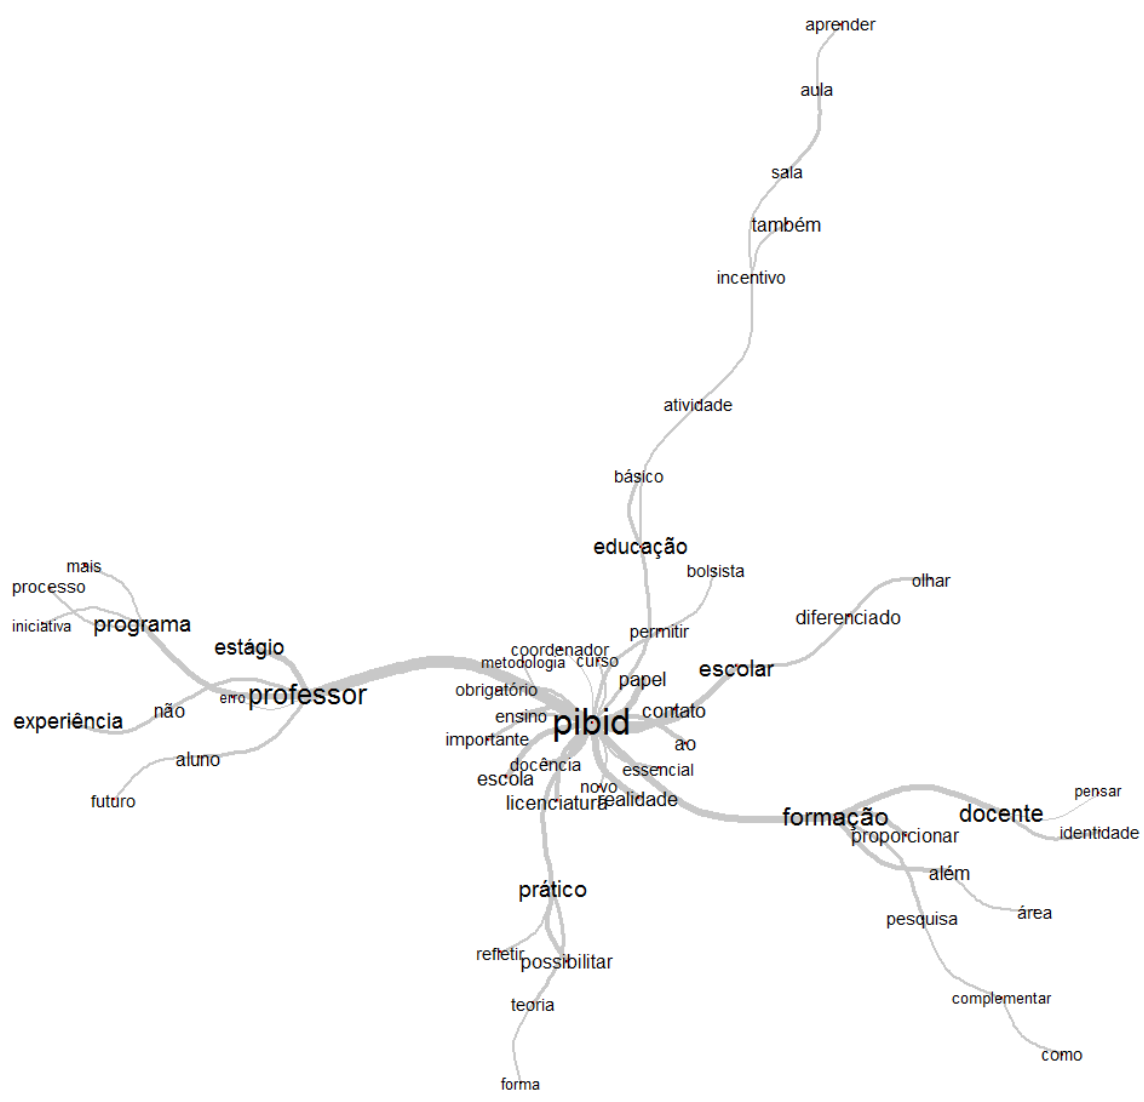 aprender
aula
sala
também
incentivo
atividade
básico
educação
bolsista
mais
olhar
processo
diferenciado
iniciativa
programa
permitir
estágio
coordenador
curso
metodologia
escolar
papel
obrigatório
professor
erro
não
contato
experiência
ensino
pibid
importante
ao
aluno
docência
essencial
escola
novo
pensar
futuro
licenciatura
realidade
formação
docente
identidade
proporcionar
além
prático
área
pesquisa
refletir
possibilitar
complementar
teoria
como
forma